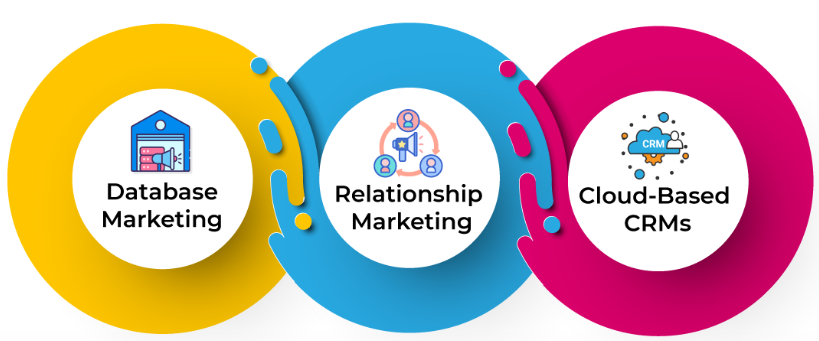 Database
Marketing
Relationship
Marketing
CRM
Cloud-Based
CRMs